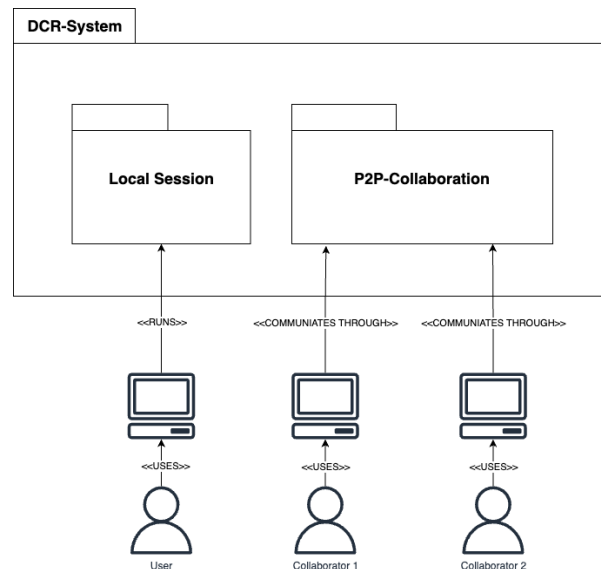 DCR-System
Local Session
P2P-Collaboration
<<RUNS>>
<<COMMUNIATES THROUGH>>
<<COMMUNIATES THROUGH>>
<<USES>>
<<USES>>
<<USES>>
User
Collaborator 1
Collaborator 2